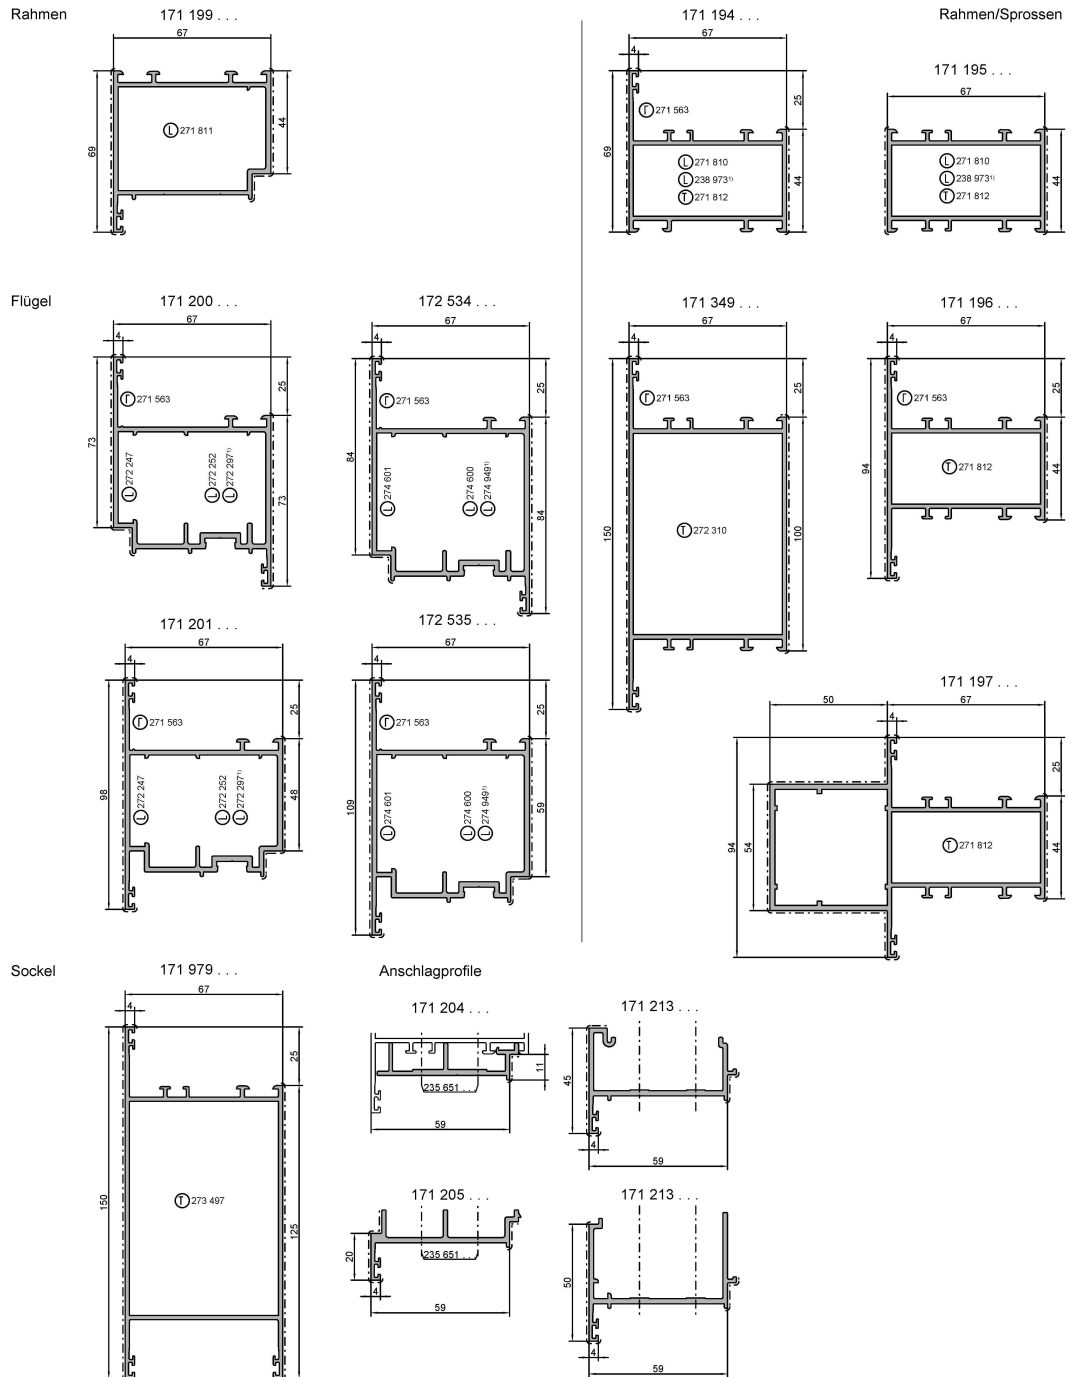 Rahmen
171 199 . . .
67
69
44
L 271 811
171 194 . . .
67
4
25
69
44
Γ 271 563
L 271 810
L 238 973¹⁾
T 271 812
Rahmen/Sprossen
171 195 . . .
67
44
L 271 810
L 238 973¹⁾
T 271 812
Flügel
171 200 . . .
67
4
25
73
73
Γ 271 563
L 272 247
L 272 252
L 272 297¹⁾
172 534 . . .
67
4
25
84
84
Γ 271 563
L 274 601
L 274 600
L 274 949¹⁾
171 349 . . .
67
4
25
150
100
Γ 271 563
T 272 310
171 196 . . .
67
4
25
94
44
Γ 271 563
T 271 812
171 201 . . .
67
4
25
98
48
Γ 271 563
L 272 247
L 272 252
L 272 297¹⁾
172 535 . . .
67
4
25
109
59
Γ 271 563
L 274 601
L 274 600
L 274 949¹⁾
171 197 . . .
50
67
4
25
94
54
44
T 271 812
Sockel
171 979 . . .
67
4
25
150
125
T 273 497
Anschlagprofile
171 204 . . .
11
235 651 . . .
59
171 213 . . .
45
4
59
171 205 . . .
20
235 651 . . .
4
59
171 213 . . .
50
4
59